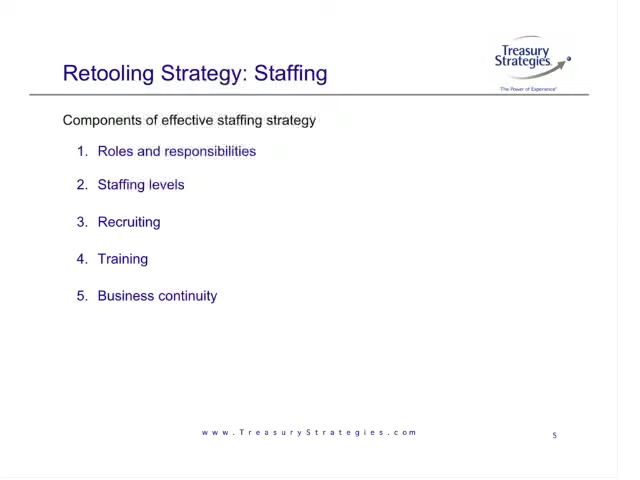 Treasury
Strategies
"The Power of Experience"
Retooling Strategy: Staffing
Components of effective staffing strategy
1. Roles and responsibilities
2. Staffing levels
3. Recruiting
4. Training
5. Business continuity
www.TreasuryStrategies.com
5